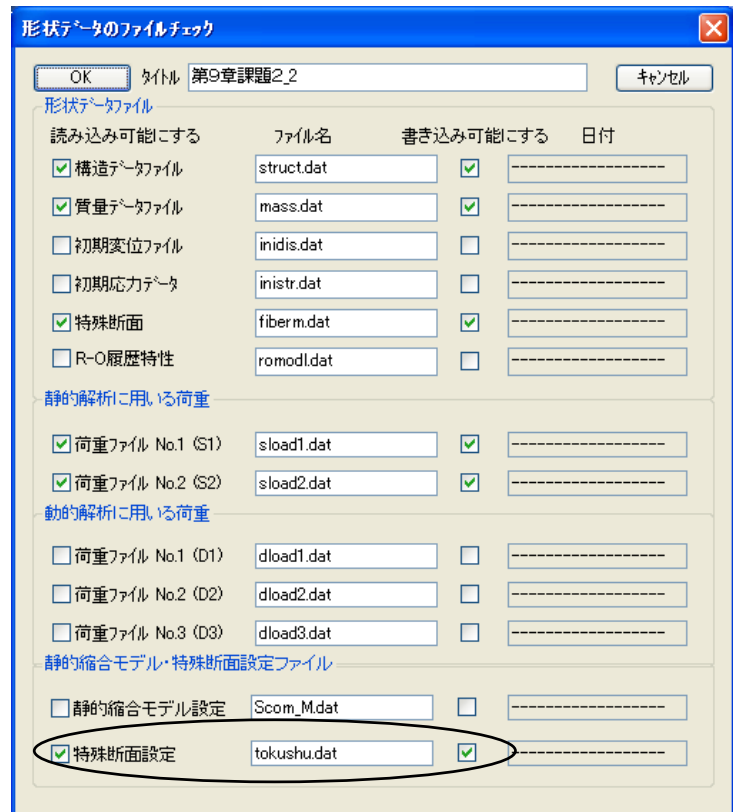 形状データのファイルチェック
OK タイトル 第9章課題2_2 キャンセル
形状データファイル
読み込み可能にする ファイル名 書き込み可能にする 日付
構造データファイル struct.dat --------------------
質量データファイル mass.dat --------------------
初期変位ファイル inidis.dat --------------------
初期応力データ inistr.dat --------------------
特殊断面 fiberm.dat --------------------
R-O履歴特性 romodl.dat --------------------
静的解析に用いる荷重
荷重ファイル No.1 (S1) sload1.dat --------------------
荷重ファイル No.2 (S2) sload2.dat --------------------
動的解析に用いる荷重
荷重ファイル No.1 (D1) dload1.dat --------------------
荷重ファイル No.2 (D2) dload2.dat --------------------
荷重ファイル No.3 (D3) dload3.dat --------------------
静的縮合モデル・特殊断面設定ファイル
静的縮合モデル設定 Scom_M.dat --------------------
特殊断面設定 tokushu.dat --------------------